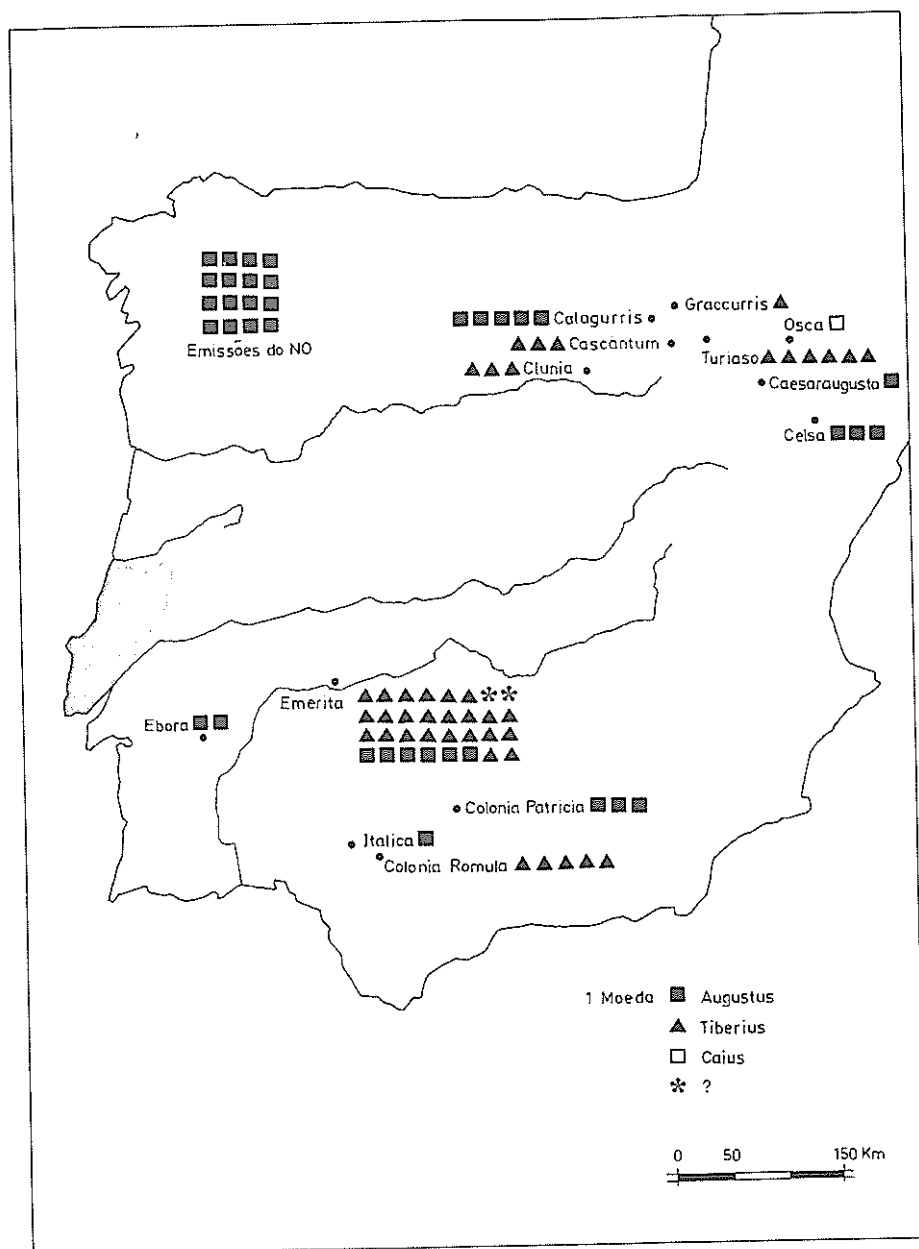 Emissões do NO
Graccurris
Calagurris
Osca
Cascantum
Turiaso
Clunia
Caesaraugusta
Celsa
Emerita
Ebora
Colonia Patricia
Italica
Colonia Romula
1 Moeda Augustus
Tiberius
Caius
?
0 50 150 Km